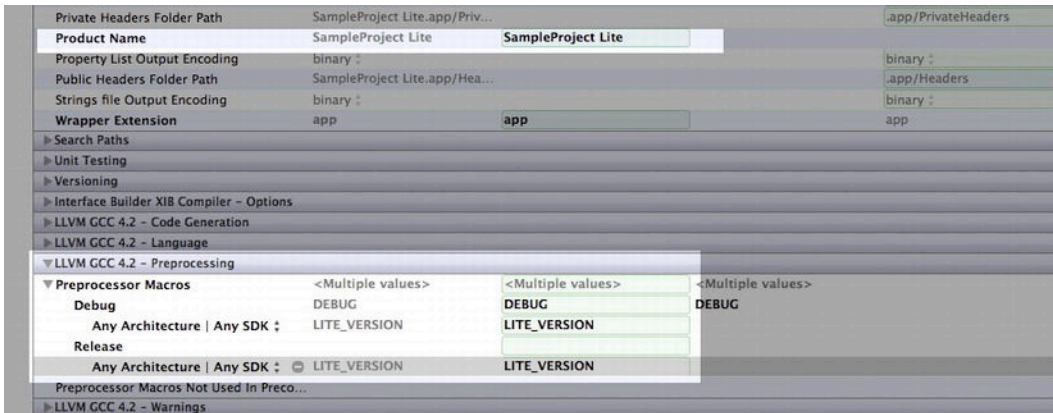 Private Headers Folder Path SampleProject Lite.app/Priv... .app/PrivateHeaders
Product Name SampleProject Lite SampleProject Lite
Property List Output Encoding binary binary
Public Headers Folder Path SampleProject Lite.app/Hea... .app/Headers
Strings file Output Encoding binary binary
Wrapper Extension app app app
Search Paths
Unit Testing
Versioning
Interface Builder XIB Compiler - Options
LLVM GCC 4.2 - Code Generation
LLVM GCC 4.2 - Language
LLVM GCC 4.2 - Preprocessing
Preprocessor Macros <Multiple values> <Multiple values> <Multiple values>
Debug DEBUG DEBUG DEBUG
Any Architecture | Any SDK LITE_VERSION LITE_VERSION
Release
Any Architecture | Any SDK LITE_VERSION LITE_VERSION
Preprocessor Macros Not Used In Preco...
LLVM GCC 4.2 - Warnings